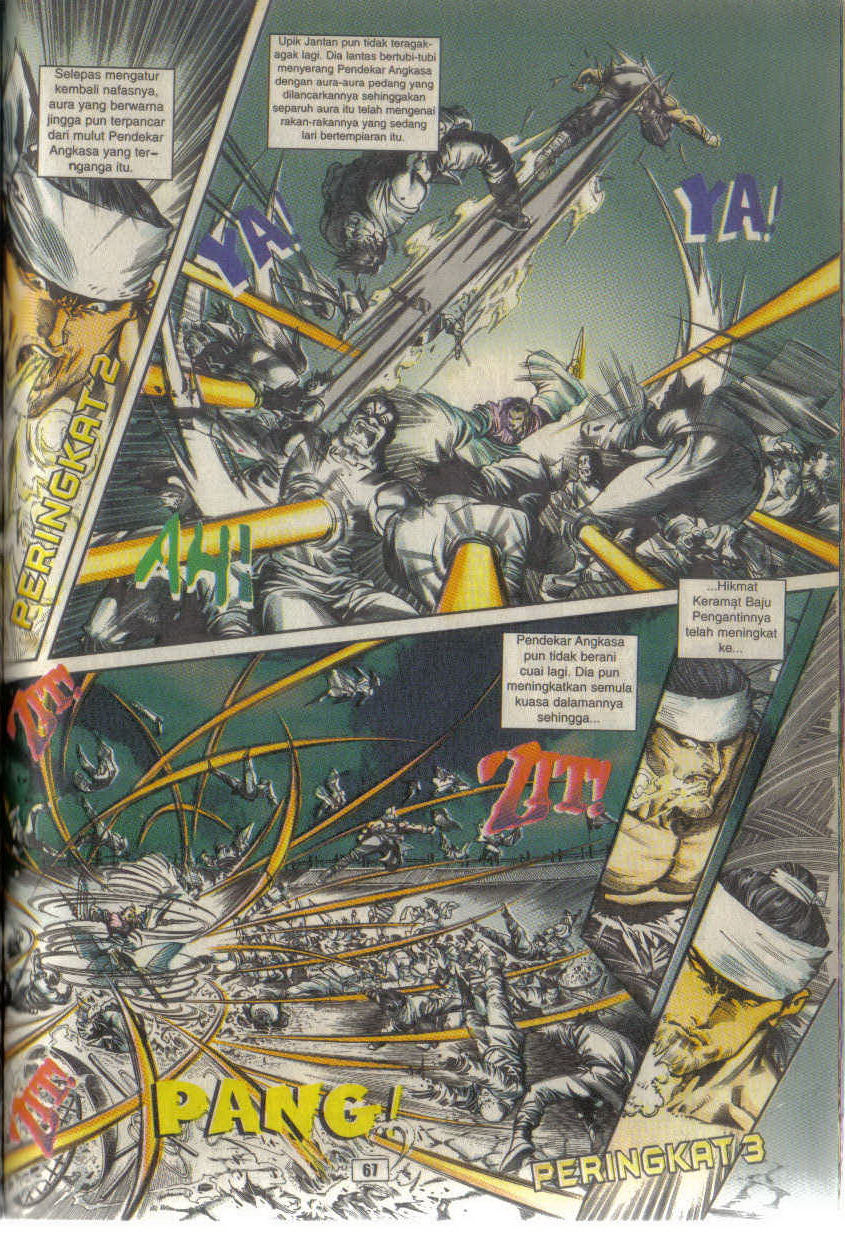 Selepas mengatur
kembali nafasnya,
aura yang berwarna
jingga pun terpancar
dari mulut Pendekar
Angkasa yang ter-
nganga itu.
PERINGKAT 2
Upik Jantan pun tidak teragak-
agak lagi. Dia lantas bertubi-tubi
menyerang Pendekar Angkasa
dengan aura-aura pedang yang
dilancarkannya sehinggakan
separuh aura itu telah mengenai
rakan-rakannya yang sedang
lari bertempiaran itu.
YA!
YA!
AH!
ZIT!
Pendekar Angkasa
pun tidak berani
cuai lagi. Dia pun
meningkatkan semula
kuasa dalamannya
sehingga...
...Hikmat
Keramat Baju
Pengantinnya
telah meningkat
ke...
ZIT!
ZIT!
PANG!
PERINGKAT 3
67